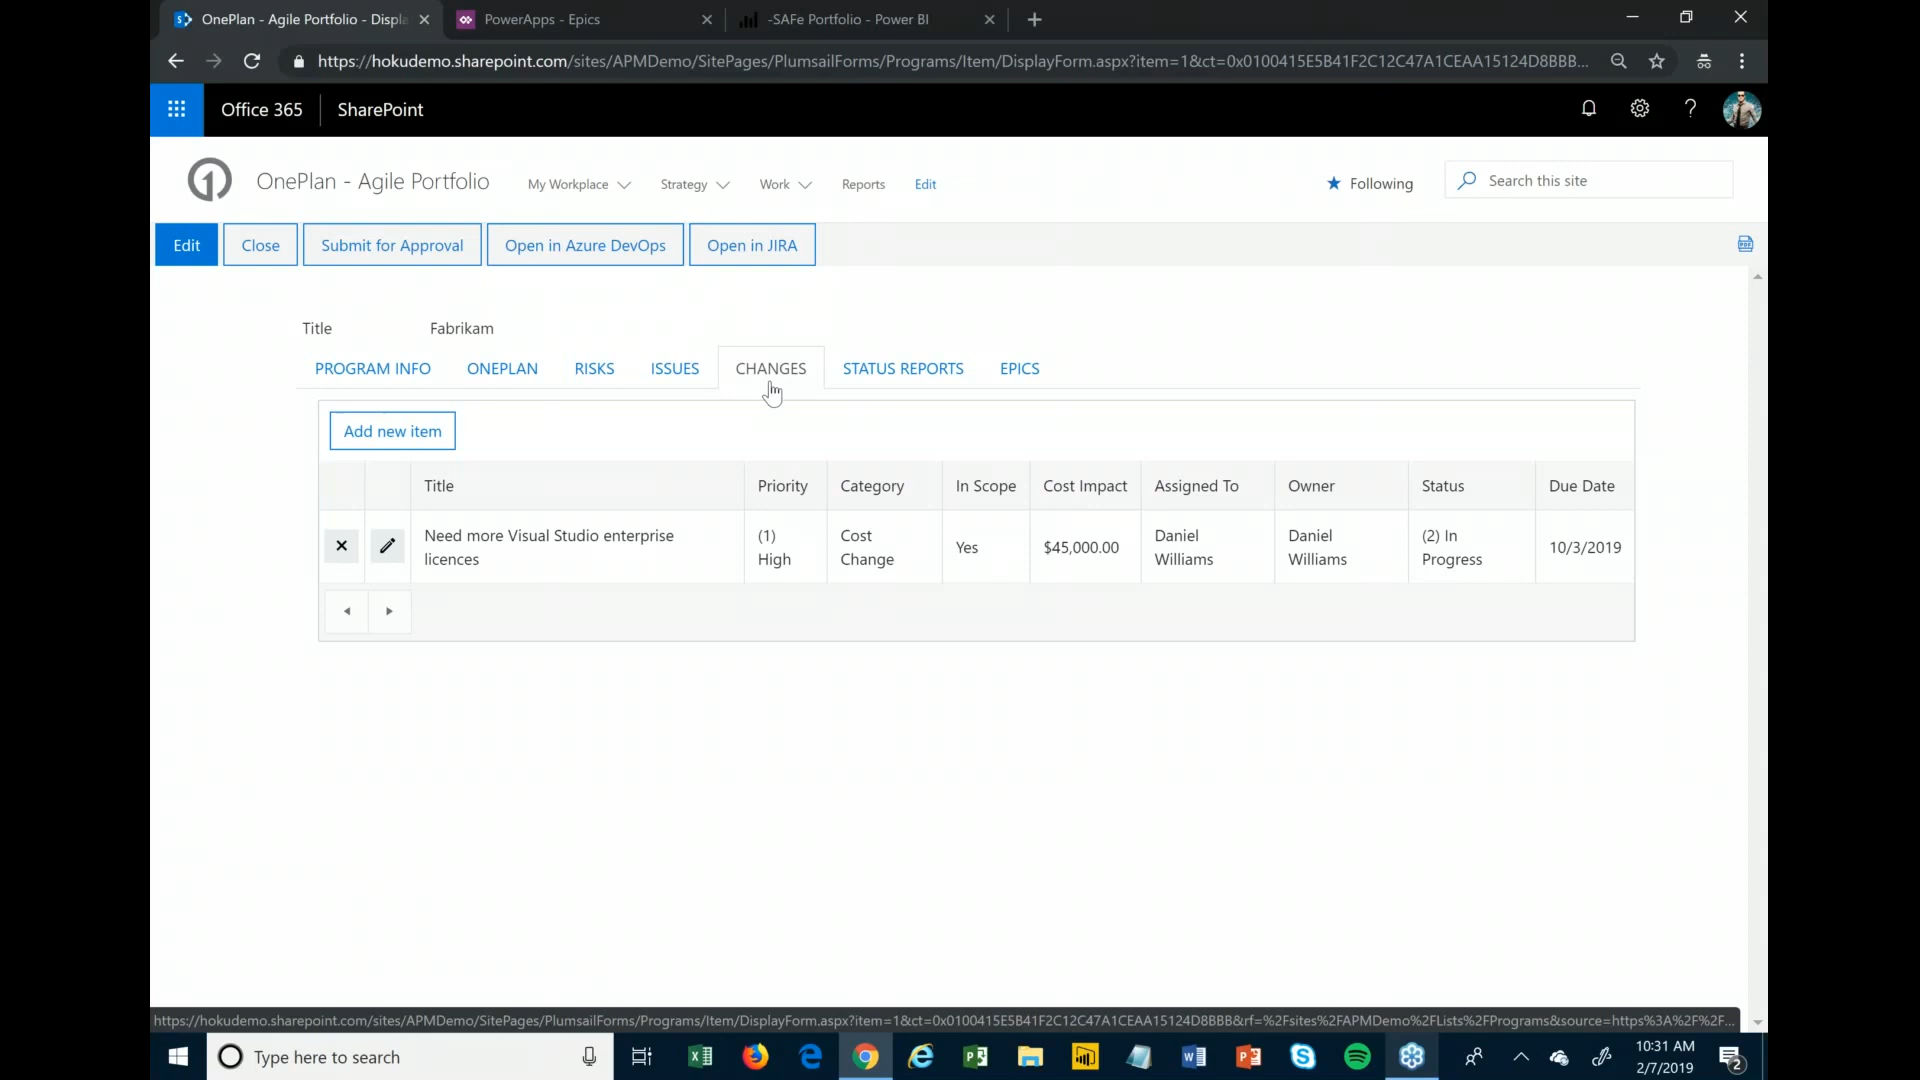 OnePlan - Agile Portfolio - Displa
PowerApps - Epics
-SAFe Portfolio - Power BI
https://hokudemo.sharepoint.com/sites/APMDemo/SitePages/PlumsailForms/Programs/Item/DisplayForm.aspx?item=1&ct=0x0100415E5B41F2C12C47A1CEAA15124D8BBB...
Office 365
SharePoint
OnePlan - Agile Portfolio
My Workplace
Strategy
Work
Reports
Edit
Following
Search this site
Edit
Close
Submit for Approval
Open in Azure DevOps
Open in JIRA
Title
Fabrikam
PROGRAM INFO
ONEPLAN
RISKS
ISSUES
CHANGES
STATUS REPORTS
EPICS
Add new item
Title
Priority
Category
In Scope
Cost Impact
Assigned To
Owner
Status
Due Date
Need more Visual Studio enterprise
licences
(1)
High
Cost
Change
Yes
$45,000.00
Daniel
Williams
Daniel
Williams
(2) In
Progress
10/3/2019
https://hokudemo.sharepoint.com/sites/APMDemo/SitePages/PlumsailForms/Programs/Item/DisplayForm.aspx?item=1&ct=0x0100415E5B41F2C12C47A1CEAA15124D8BBB&rf=%2Fsites%2FAPMDemo%2FLists%2FPrograms&source=https%3A%2F%2F...
Type here to search
10:31 AM
2/7/2019
2